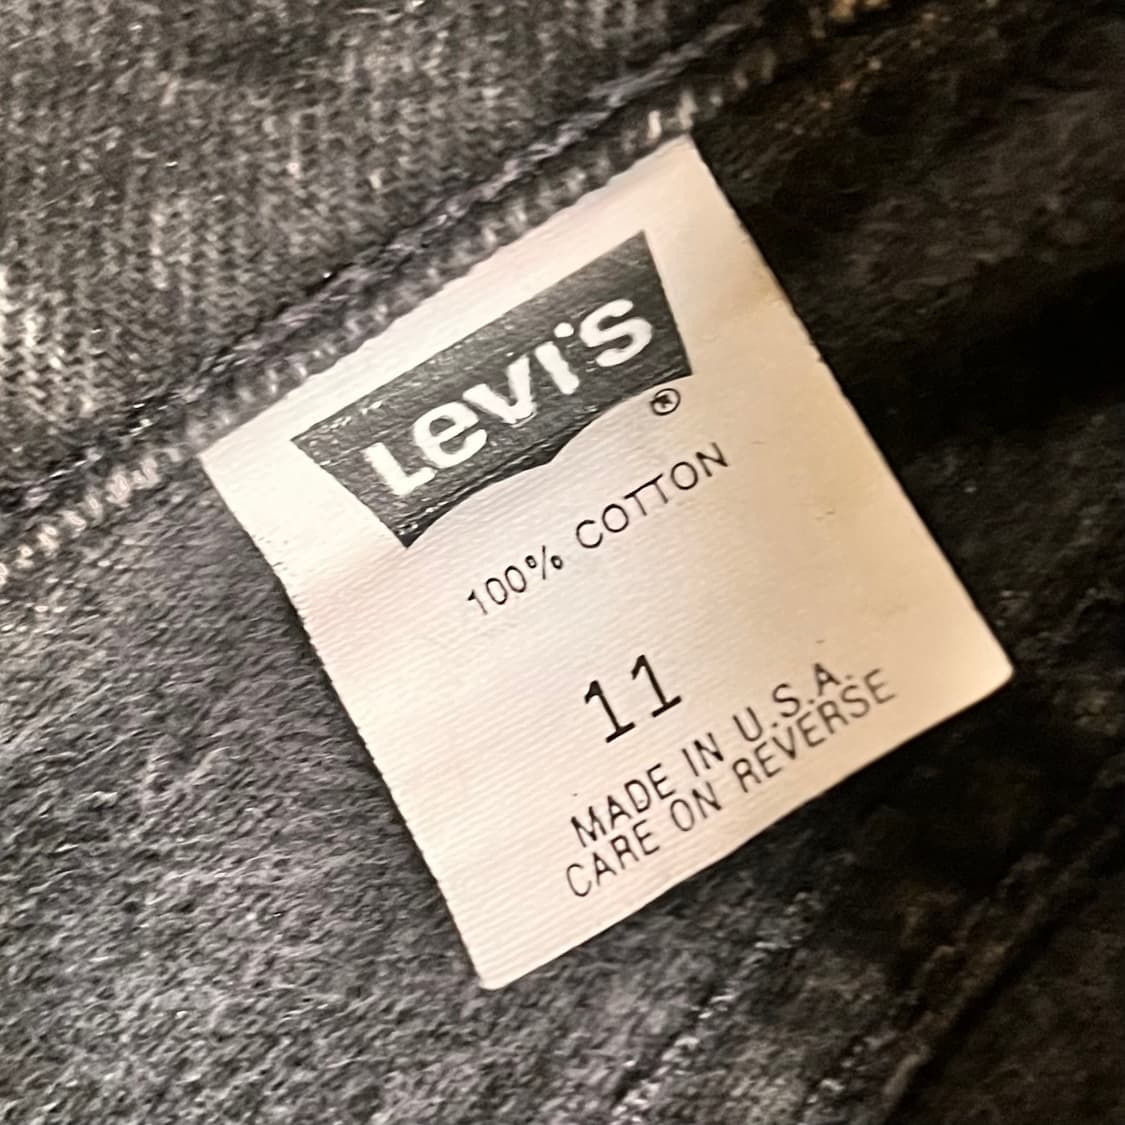 Levi's
®
100% COTTON
11
MADE IN U.S.A.
CARE ON REVERSE